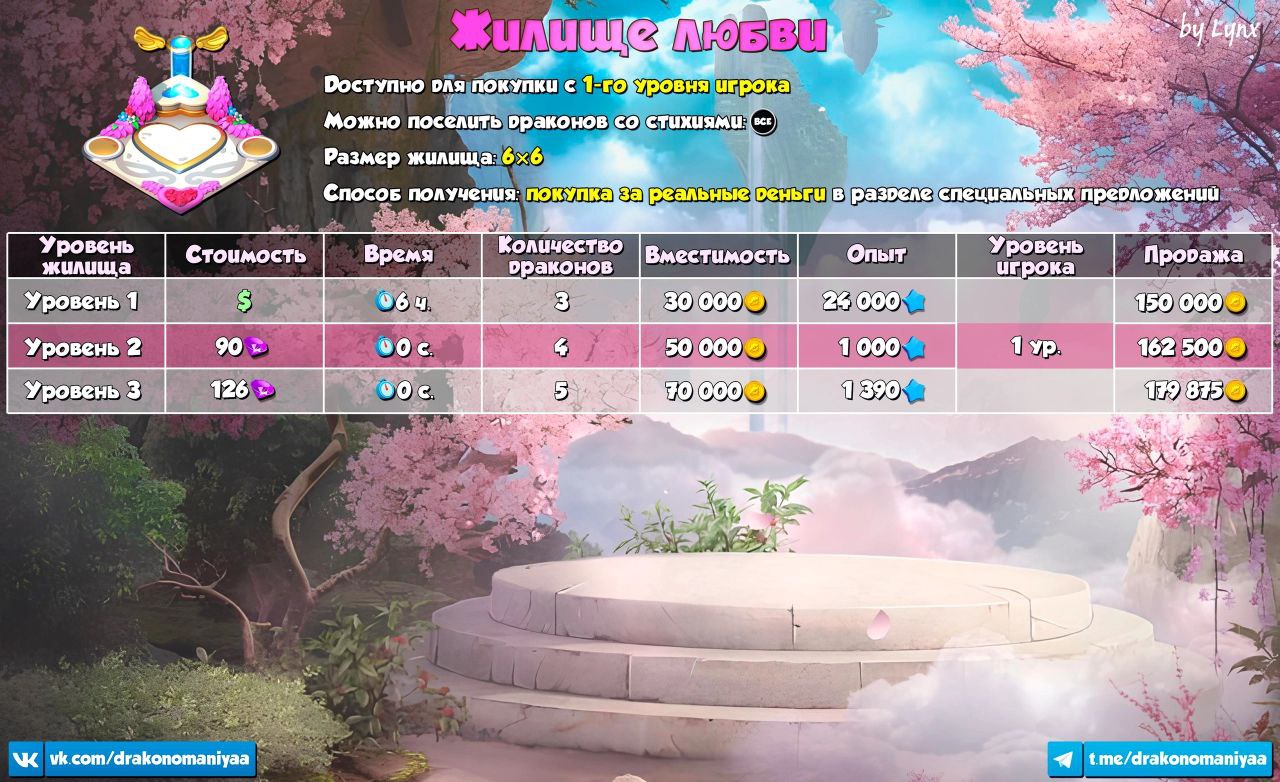 Жилище любви
by Lynx
Доступно для покупки с 1-го уровня игрока
Можно поселить драконов со стихиями: ВСЕ
Размер жилища: 6×6
Способ получения: покупка за реальные деньги в разделе специальных предложений
Уровень жилища Стоимость Время Количество драконов Вместимость Опыт Уровень игрока Продажа
Уровень 1 $ 6 ч. 3 30 000 24 000 150 000
Уровень 2 90 0 с. 4 50 000 1 000 1 ур. 162 500
Уровень 3 126 0 с. 5 70 000 1 390 179 875
vk.com/drakonomaniyaa
t.me/drakonomaniyaa